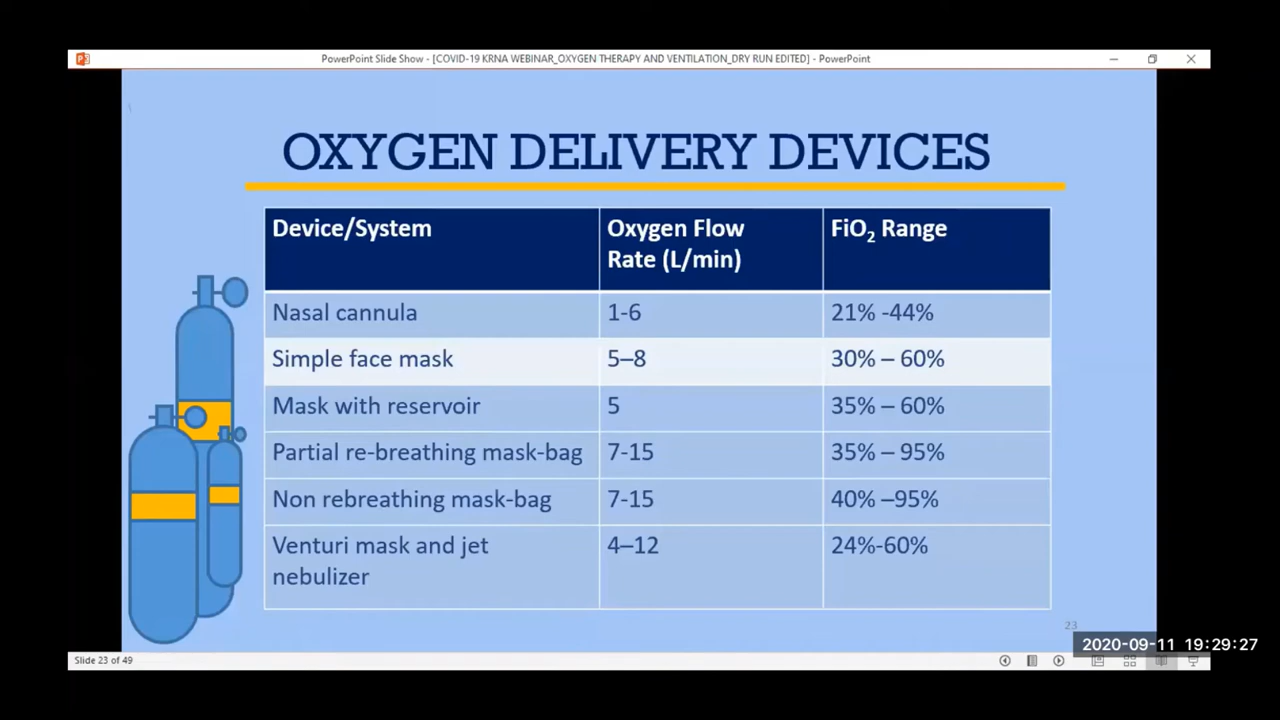 PowerPoint Slide Show - [COVID-19 KRNA WEBINAR_OXYGEN THERAPY AND VENTILATION_DRY RUN EDITED] - PowerPoint
OXYGEN DELIVERY DEVICES
Device/System Oxygen Flow Rate (L/min) FiO₂ Range
Nasal cannula 1-6 21% -44%
Simple face mask 5–8 30% – 60%
Mask with reservoir 5 35% – 60%
Partial re-breathing mask-bag 7-15 35% – 95%
Non rebreathing mask-bag 7-15 40% –95%
Venturi mask and jet nebulizer 4–12 24%-60%
23
2020-09-11 19:29:27
Slide 23 of 49